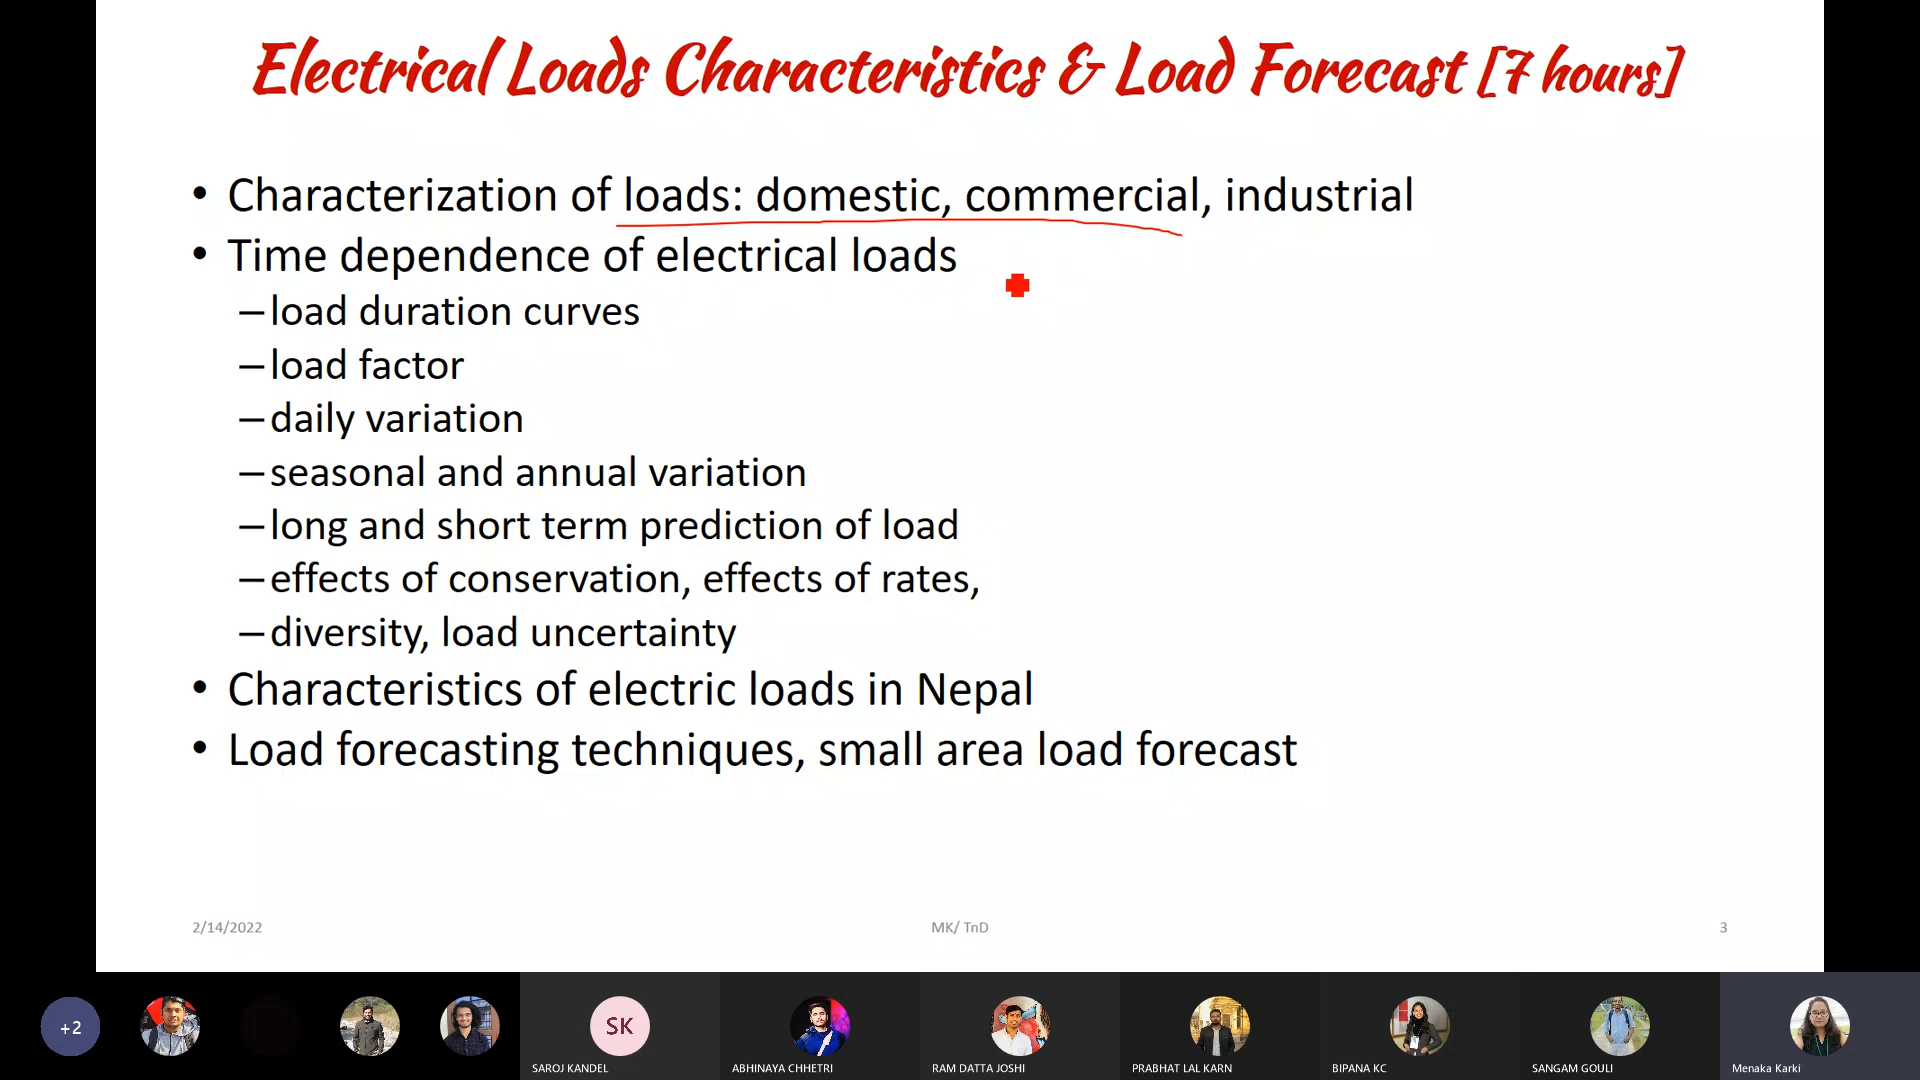 Electrical Loads Characteristics & Load Forecast [7 hours]
• Characterization of loads: domestic, commercial, industrial
• Time dependence of electrical loads
–load duration curves
–load factor
–daily variation
–seasonal and annual variation
–long and short term prediction of load
–effects of conservation, effects of rates,
–diversity, load uncertainty
• Characteristics of electric loads in Nepal
• Load forecasting techniques, small area load forecast
2/14/2022
MK/ TnD
3
+2
SK
SAROJ KANDEL
ABHINAYA CHHETRI
RAM DATTA JOSHI
PRABHAT LAL KARN
BIPANA KC
SANGAM GOULI
Menaka Karki